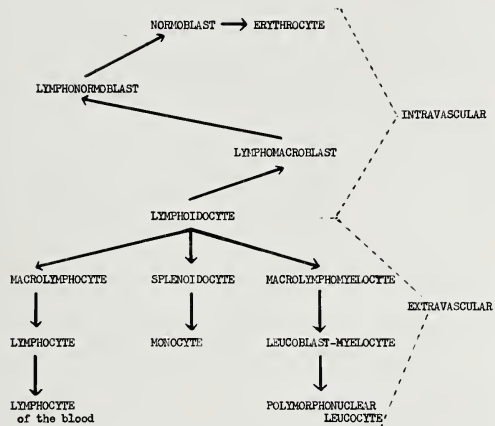 NORMOBLAST ERYTHROCYTE
LYMPHONORMOBLAST
INTRAVASCULAR
LYMPHOMACROBLAST
LYMPHOIDOCYTE
MACROLYMPHOCYTE SPLENOIDOCYTE MACROLYMPHOMYELOCYTE
EXTRAVASCULAR
LYMPHOCYTE MONOCYTE LEUCOBLAST-MYELOCYTE
LYMPHOCYTE POLYMORPHONUCLEAR
of the blood LEUCOCYTE